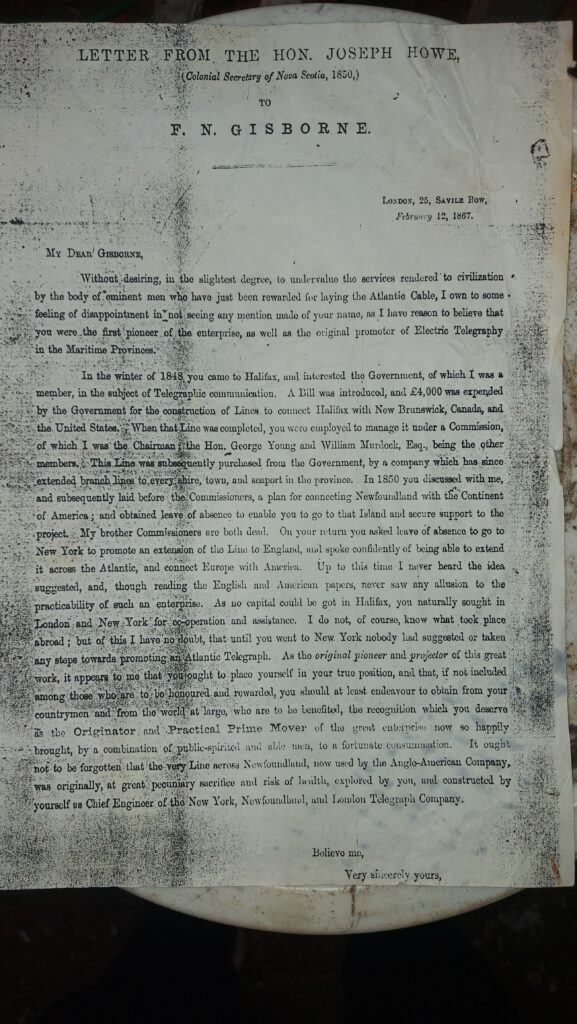 LETTER FROM THE HON. JOSEPH HOWE,
(Colonial Secretary of Nova Scotia, 1850,)
TO
F. N. GISBORNE.
LONDON, 25, SAVILE ROW,
February 12, 1867.
MY DEAR GISBORNE,
Without desiring, in the slightest degree, to undervalue the services rendered to civilization
by the body of eminent men who have just been rewarded for laying the Atlantic Cable, I own to some
feeling of disappointment in not seeing any mention made of your name, as I have reason to believe that
you were the first pioneer of the enterprise, as well as the original promoter of Electric Telegraphy
in the Maritime Provinces.
In the winter of 1848 you came to Halifax, and interested the Government, of which I was a
member, in the subject of Telegraphic communication. A Bill was introduced, and £4,000 was expended
by the Government for the construction of Lines to connect Halifax with New Brunswick, Canada, and
the United States. When that Line was completed, you were employed to manage it under a Commission,
of which I was the Chairman; the Hon. George Young and William Murdock, Esq., being the other
members. This Line was subsequently purchased from the Government, by a company which has since
extended branch lines to every shire, town, and seaport in the province. In 1850 you discussed with me,
and subsequently laid before the Commissioners, a plan for connecting Newfoundland with the Continent
of America; and obtained leave of absence to enable you to go to that Island and secure support to the
project. My brother Commissioners are both dead. On your return you asked leave of absence to go to
New York to promote an extension of the Line to England, and spoke confidently of being able to extend
it across the Atlantic, and connect Europe with America. Up to this time I never heard the idea
suggested, and, though reading the English and American papers, never saw any allusion to the
practicability of such an enterprise. As no capital could be got in Halifax, you naturally sought in
London and New York for co-operation and assistance. I do not, of course, know what took place
abroad; but of this I have no doubt, that until you went to New York nobody had suggested or taken
any steps towards promoting an Atlantic Telegraph. As the original pioneer and projector of this great
work, it appears to me that you ought to place yourself in your true position, and that, if not included
among those who are to be honoured and rewarded, you should at least endeavour to obtain from your
countrymen and from the world at large, who are to be benefited, the recognition which you deserve
as the Originator and Practical Prime Mover of the great enterprise now so happily
brought, by a combination of public-spirited and able men, to a fortunate consummation. It ought
not to be forgotten that the very Line across Newfoundland, now used by the Anglo-American Company,
was originally, at great pecuniary sacrifice and risk of health, explored by you, and constructed by
yourself as Chief Engineer of the New York, Newfoundland, and London Telegraph Company.
Believe me,
Very sincerely yours,